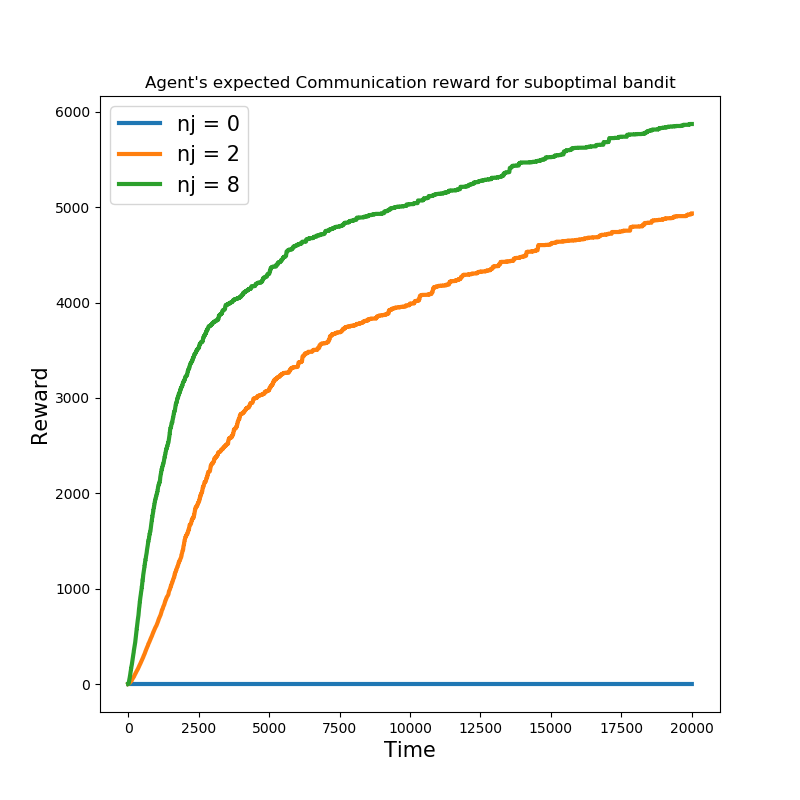 Agent's expected Communication reward for suboptimal bandit
nj = 0
nj = 2
nj = 8
6000
5000
4000
3000
2000
1000
0
Reward
0 2500 5000 7500 10000 12500 15000 17500 20000
Time